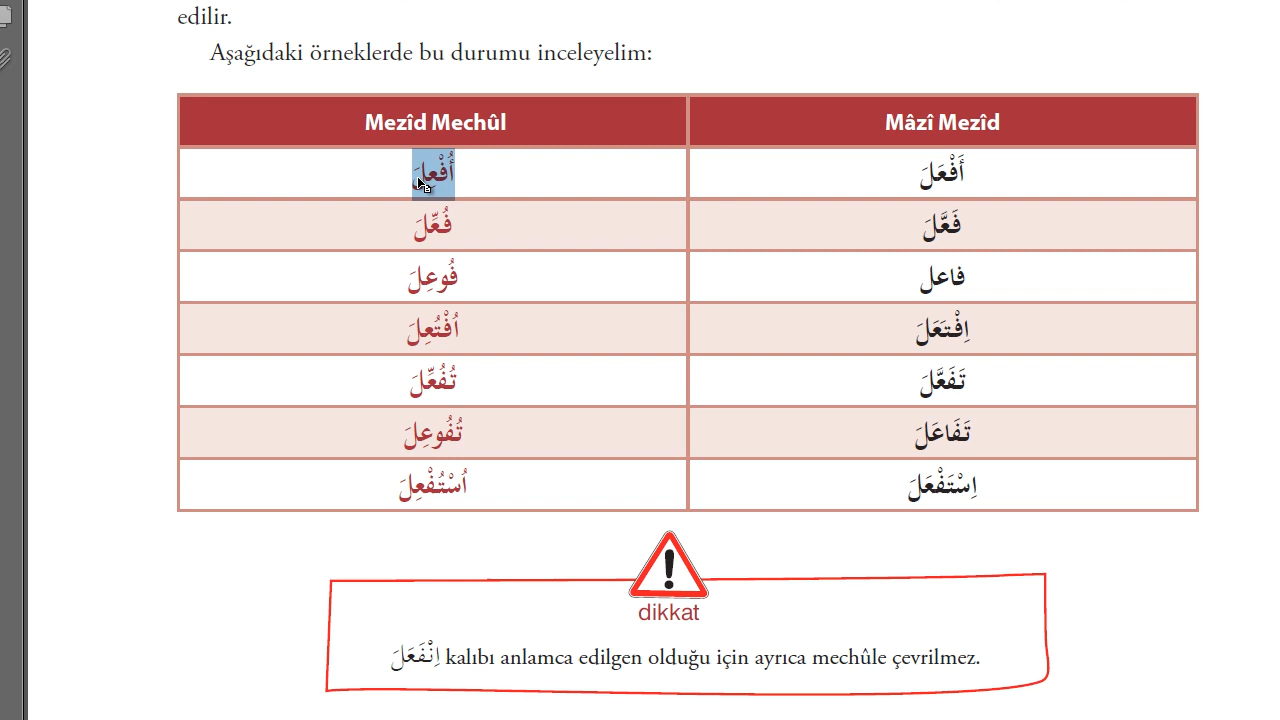 edilir.
Aşağıdaki örneklerde bu durumu inceleyelim:
Mezîd Mechûl Mâzî Mezîd
أُفْعِلَ أَفْعَلَ
فُعِّلَ فَعَّلَ
فُوعِلَ فاعل
اُفْتُعِلَ اِفْتَعَلَ
تُفُعِّلَ تَفَعَّلَ
تُفُوعِلَ تَفَاعَلَ
اُسْتُفْعِلَ اِسْتَفْعَلَ
dikkat
اِنْفَعَلَ kalıbı anlamca edilgen olduğu için ayrıca mechûle çevrilmez.